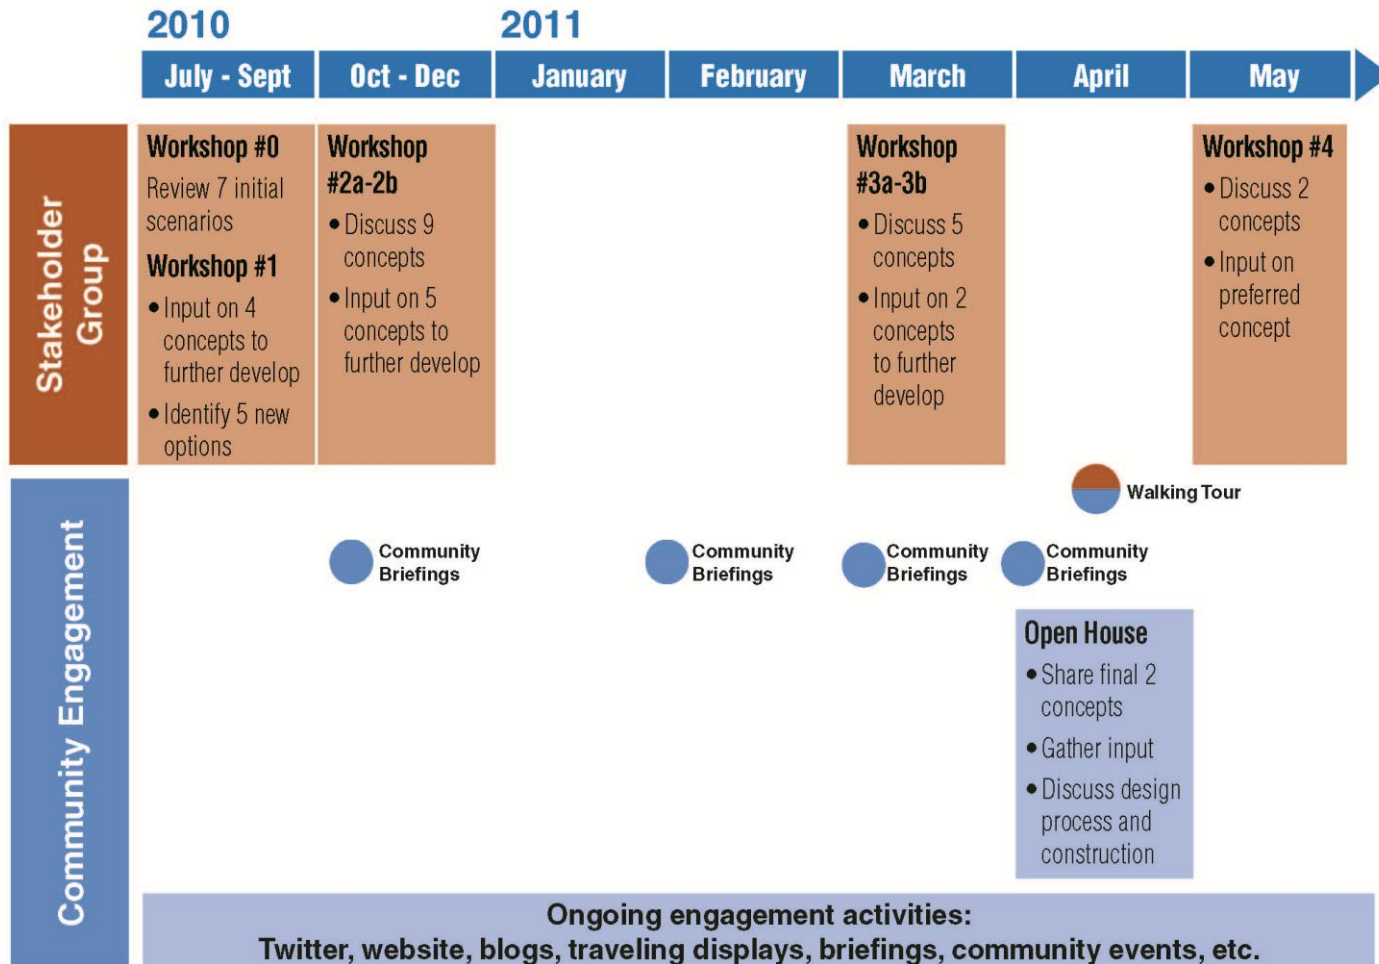 2010
2011
July - Sept
Oct - Dec
January
February
March
April
May
Stakeholder
Group
Workshop #0
Review 7 initial
scenarios
Workshop #1
• Input on 4
concepts to
further develop
• Identify 5 new
options
Workshop
#2a-2b
• Discuss 9
concepts
• Input on 5
concepts to
further develop
Workshop
#3a-3b
• Discuss 5
concepts
• Input on 2
concepts
to further
develop
Workshop #4
• Discuss 2
concepts
• Input on
preferred
concept
Community Engagement
Walking Tour
Community
Briefings
Community
Briefings
Community
Briefings
Community
Briefings
Open House
• Share final 2
concepts
• Gather input
• Discuss design
process and
construction
Ongoing engagement activities:
Twitter, website, blogs, traveling displays, briefings, community events, etc.